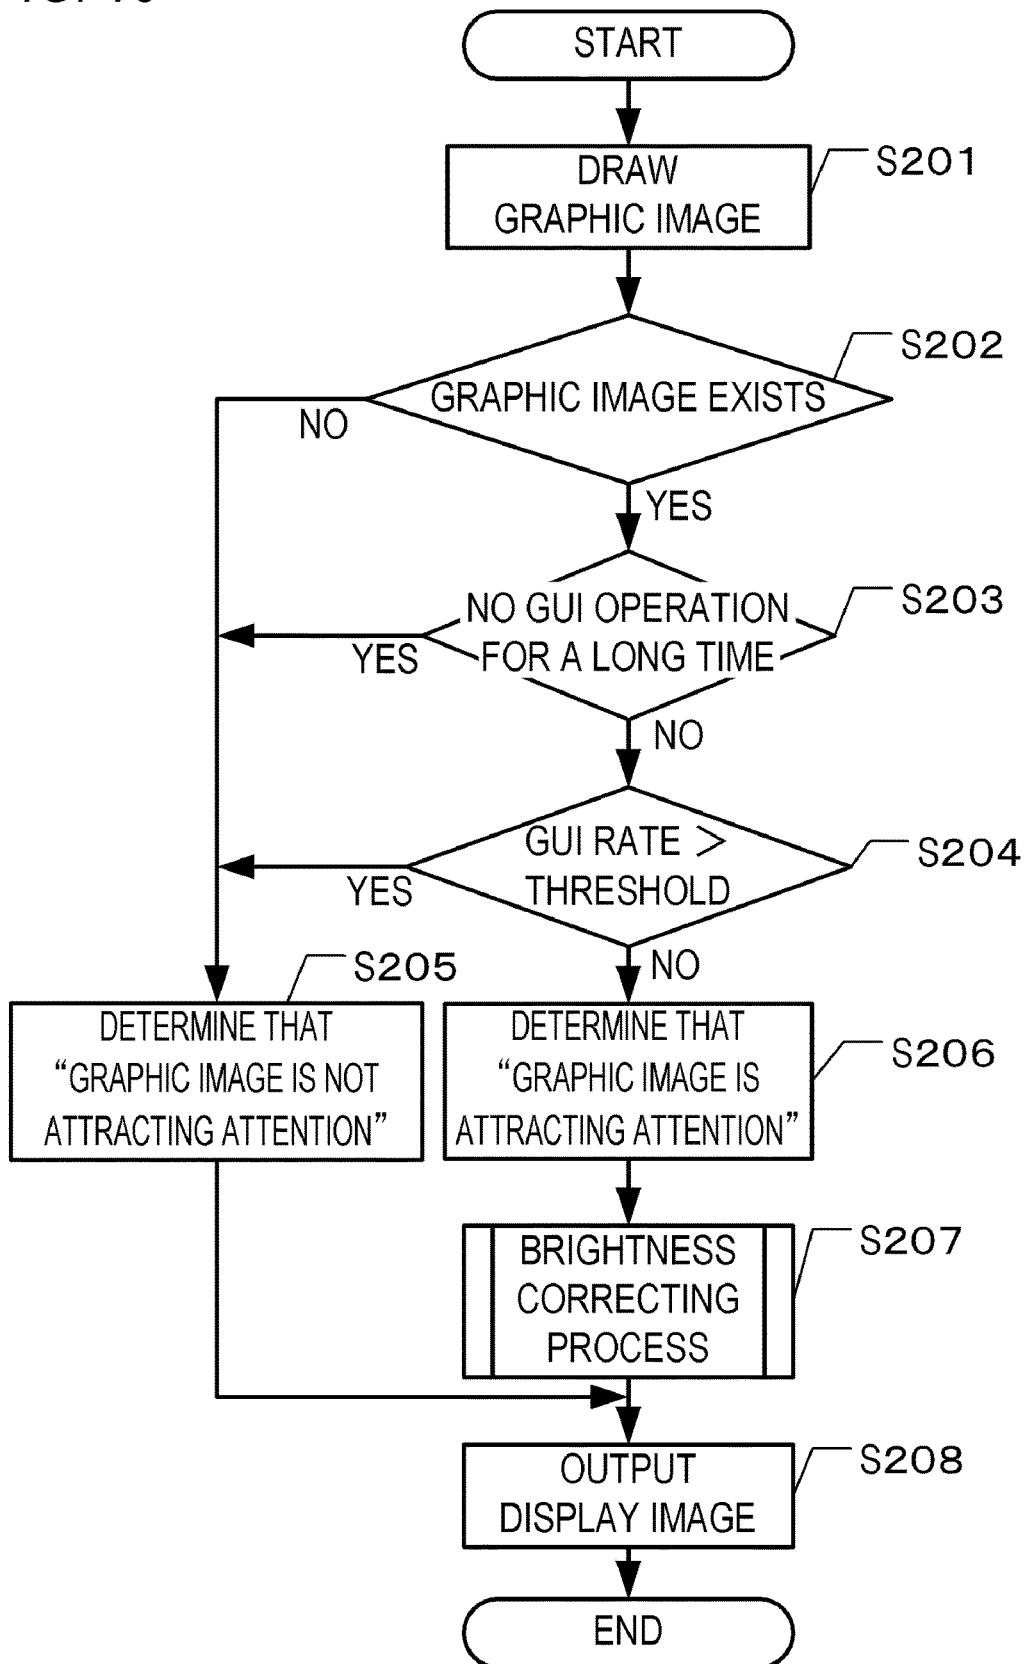 START
DRAW
GRAPHIC IMAGE
S201
GRAPHIC IMAGE EXISTS
S202
NO
YES
NO GUI OPERATION
FOR A LONG TIME
S203
YES
NO
GUI RATE >
THRESHOLD
S204
YES
NO
S205
DETERMINE THAT
“GRAPHIC IMAGE IS NOT
ATTRACTING ATTENTION”
DETERMINE THAT
“GRAPHIC IMAGE IS
ATTRACTING ATTENTION”
S206
BRIGHTNESS
CORRECTING
PROCESS
S207
OUTPUT
DISPLAY IMAGE
S208
END